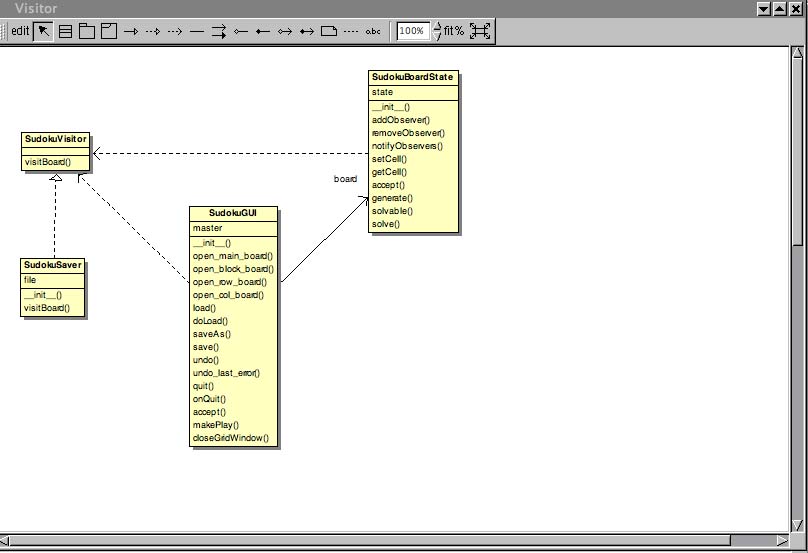 Visitor
edit
abc
100%
fit%
SudokuBoardState
state
__init__()
addObserver()
removeObserver()
notifyObservers()
setCell()
getCell()
accept()
generate()
solvable()
solve()
SudokuVisitor
visitBoard()
board
SudokuGUI
master
__init__()
open_main_board()
open_block_board()
open_row_board()
open_col_board()
load()
doLoad()
saveAs()
save()
undo()
undo_last_error()
quit()
onQuit()
accept()
makePlay()
closeGridWindow()
SudokuSaver
file
__init__()
visitBoard()